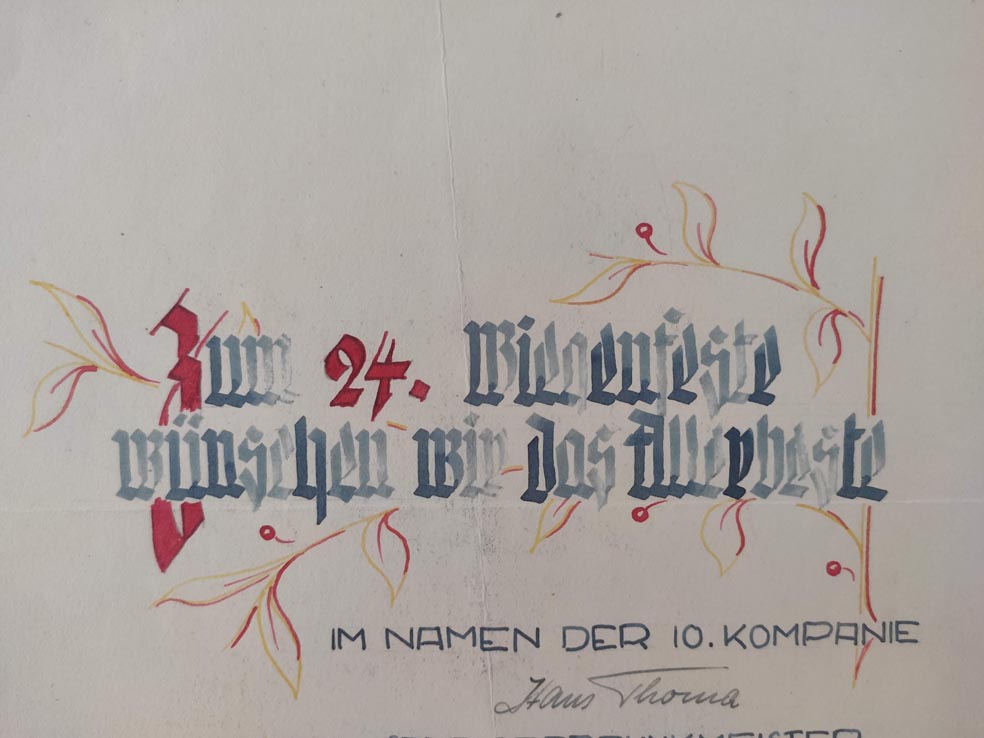 Zum 24. Wiegenfeste
wünschen wir das Allerbeste
IM NAMEN DER 10. KOMPANIE
Hans Thoma